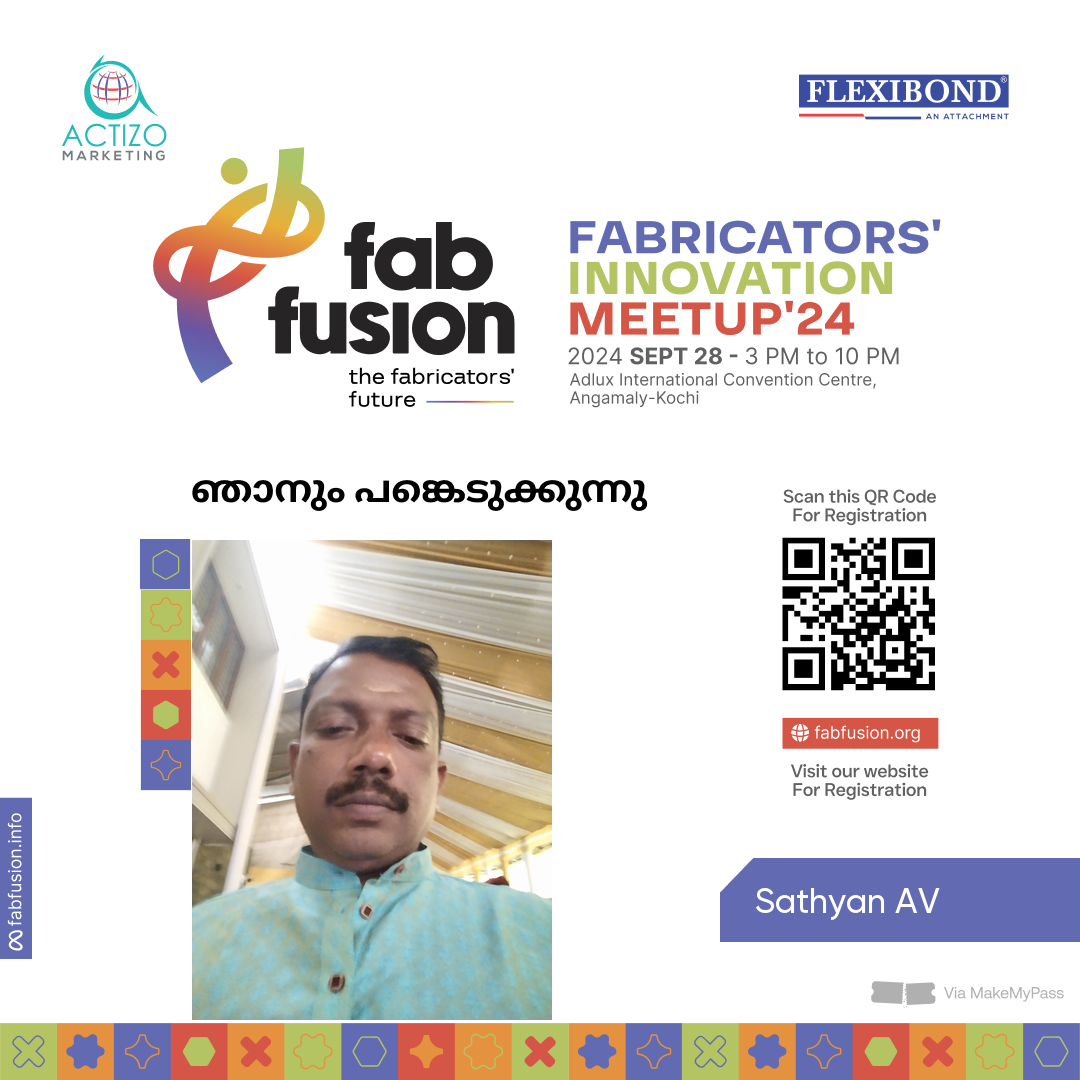 ACTIZO
MARKETING
FLEXIBOND®
AN ATTACHMENT
fab
fusion
the fabricators'
future
FABRICATORS'
INNOVATION
MEETUP'24
2024 SEPT 28 - 3 PM to 10 PM
Adlux International Convention Centre,
Angamaly-Kochi
ഞാനും പങ്കെടുക്കുന്നു
Scan this QR Code
For Registration
fabfusion.org
Visit our website
For Registration
fabfusion.info
Sathyan AV
Via MakeMyPass